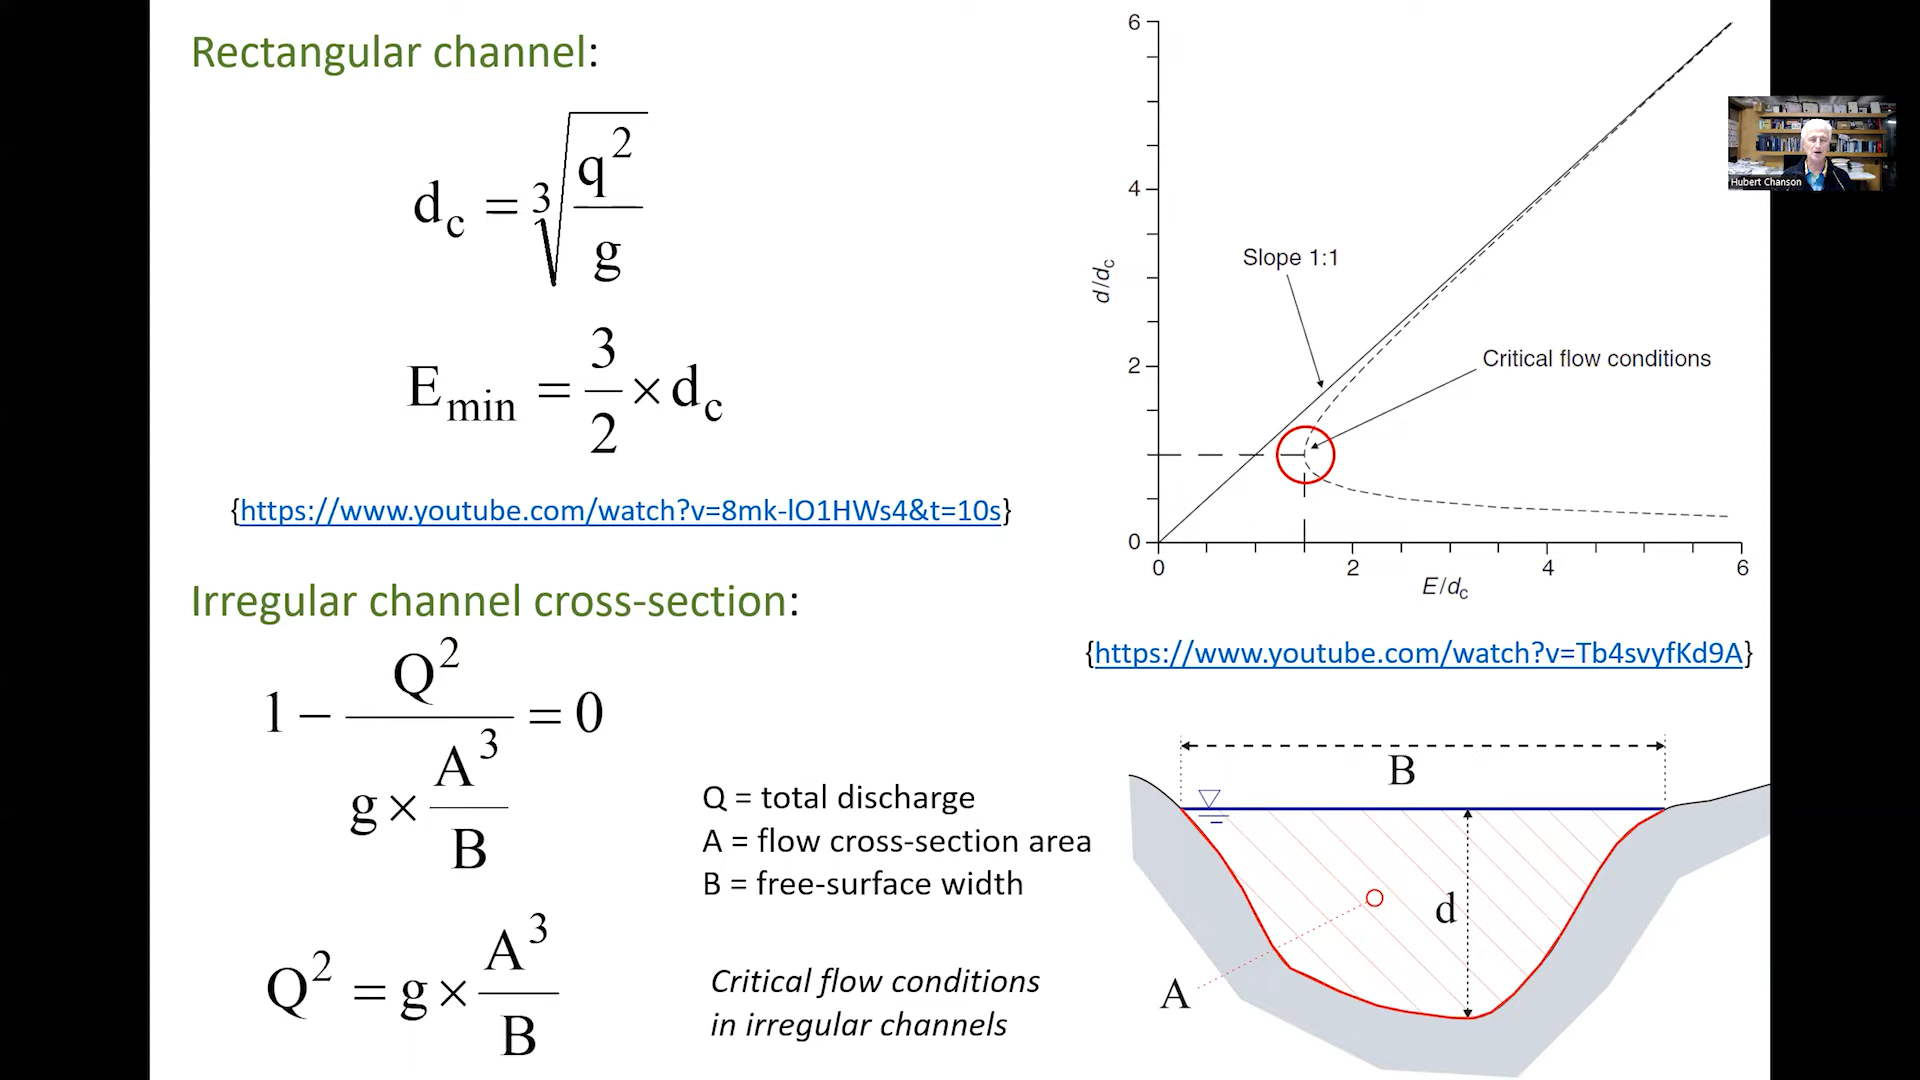 Rectangular channel:
d_c = ∛(q²/g)
E_min = 3/2 × d_c
{https://www.youtube.com/watch?v=8mk-lO1HWs4&t=10s}
Irregular channel cross-section:
1 − Q²/(g × A³/B) = 0
Q² = g × A³/B
Q = total discharge
A = flow cross-section area
B = free-surface width
Critical flow conditions
in irregular channels
6
4
2
0
d/d_c
Slope 1:1
Critical flow conditions
0 2 4 6
E/d_c
{https://www.youtube.com/watch?v=Tb4svyfKd9A}
B
d
A
Hubert Chanson